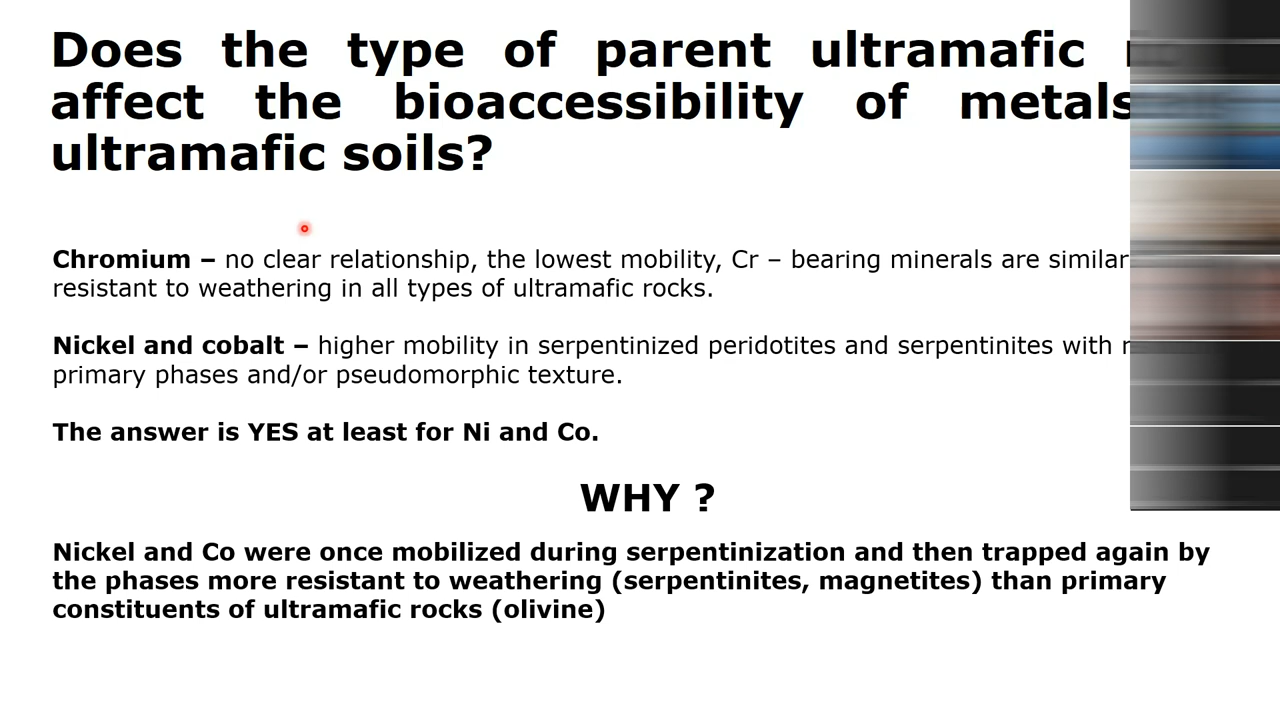 Does the type of parent ultramafic
affect the bioaccessibility of metals
ultramafic soils?
Chromium – no clear relationship, the lowest mobility, Cr – bearing minerals are similar
resistant to weathering in all types of ultramafic rocks.
Nickel and cobalt – higher mobility in serpentinized peridotites and serpentinites with
primary phases and/or pseudomorphic texture.
The answer is YES at least for Ni and Co.
WHY ?
Nickel and Co were once mobilized during serpentinization and then trapped again by
the phases more resistant to weathering (serpentinites, magnetites) than primary
constituents of ultramafic rocks (olivine)